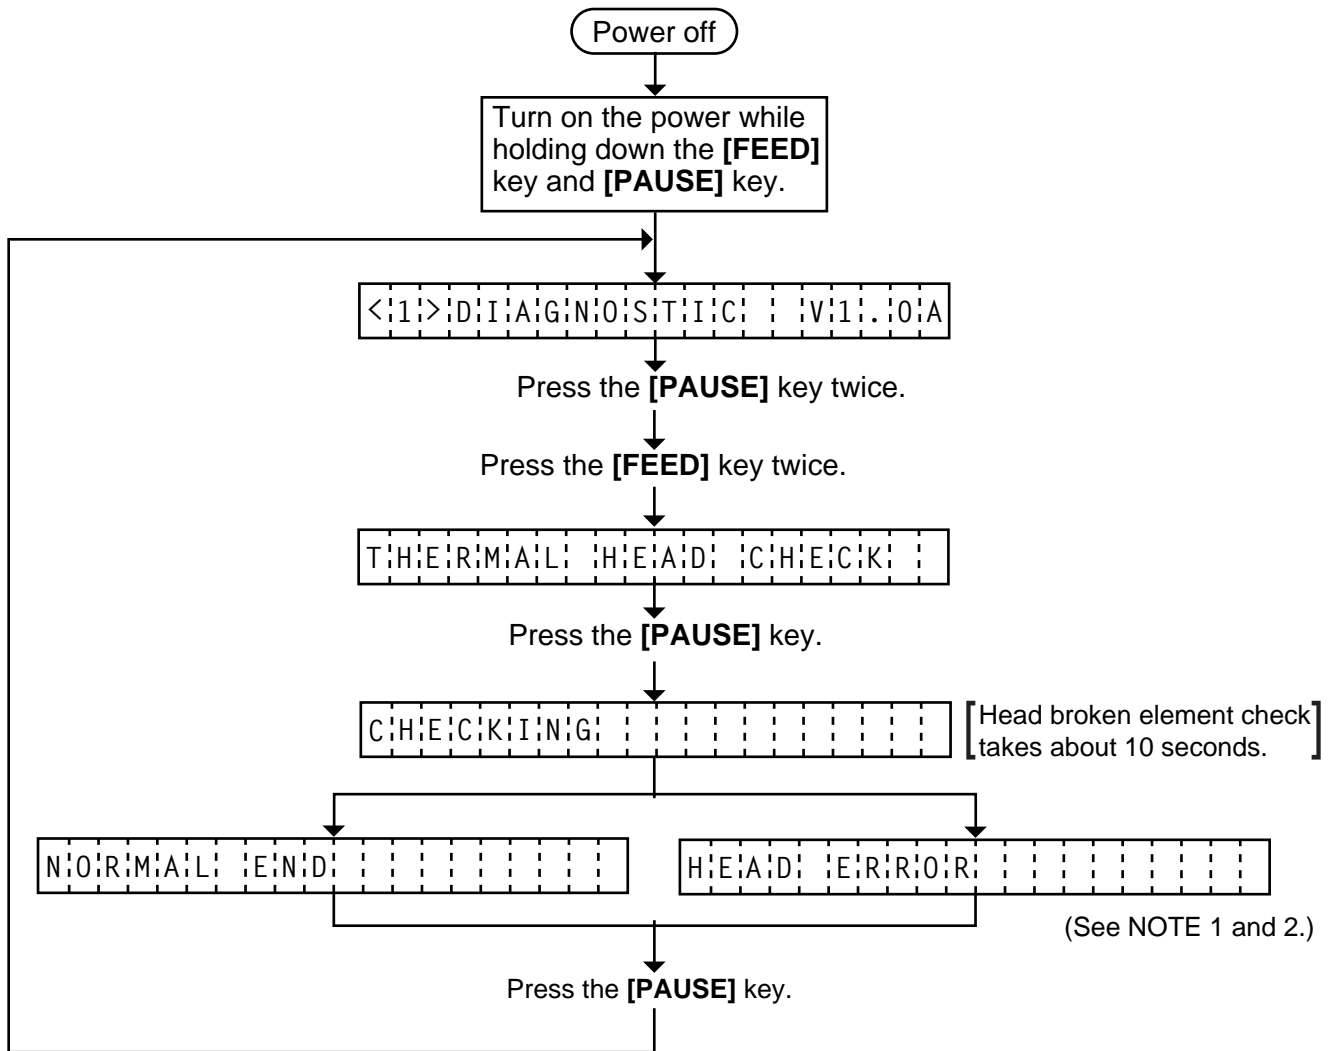 Power off
Turn on the power while
holding down the [FEED]
key and [PAUSE] key.
<1>DIAGNOSTIC  V1.0A
Press the [PAUSE] key twice.
Press the [FEED] key twice.
THERMAL HEAD CHECK
Press the [PAUSE] key.
CHECKING
[Head broken element check
takes about 10 seconds.]
NORMAL END
HEAD ERROR
(See NOTE 1 and 2.)
Press the [PAUSE] key.